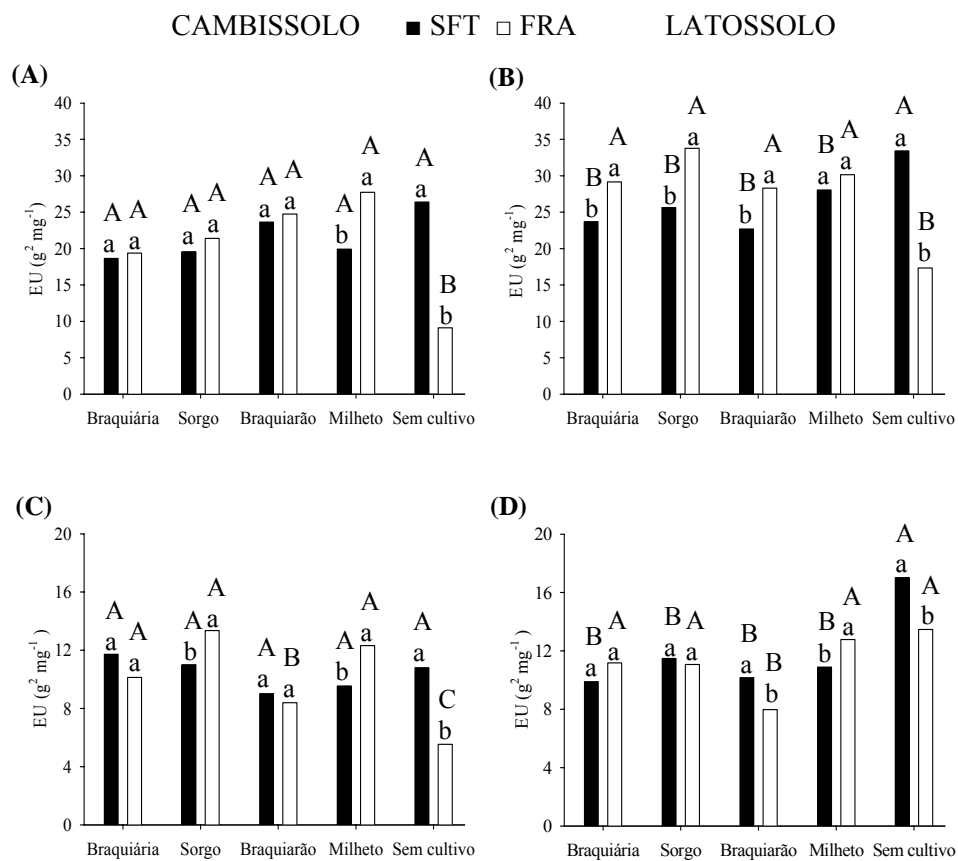 CAMBISSOLO ■ SFT □ FRA LATOSSOLO
(A)
EU (g² mg⁻¹)
40
35
30
25
20
15
10
5
0
A A A A A A A A A B
a a a a a a b a a b
Braquiária Sorgo Braquiarão Milheto Sem cultivo
(B)
EU (g² mg⁻¹)
40
35
30
25
20
15
10
5
0
B A B A B A B A A B
b a b a b a a a a b
Braquiária Sorgo Braquiarão Milheto Sem cultivo
(C)
EU (g² mg⁻¹)
20
16
12
8
4
0
A A A A A B A A A C
a a b a a a b a a b
Braquiária Sorgo Braquiarão Milheto Sem cultivo
(D)
EU (g² mg⁻¹)
20
16
12
8
4
0
B A B A B B B A A A
a a a a a b b a a b
Braquiária Sorgo Braquiarão Milheto Sem cultivo